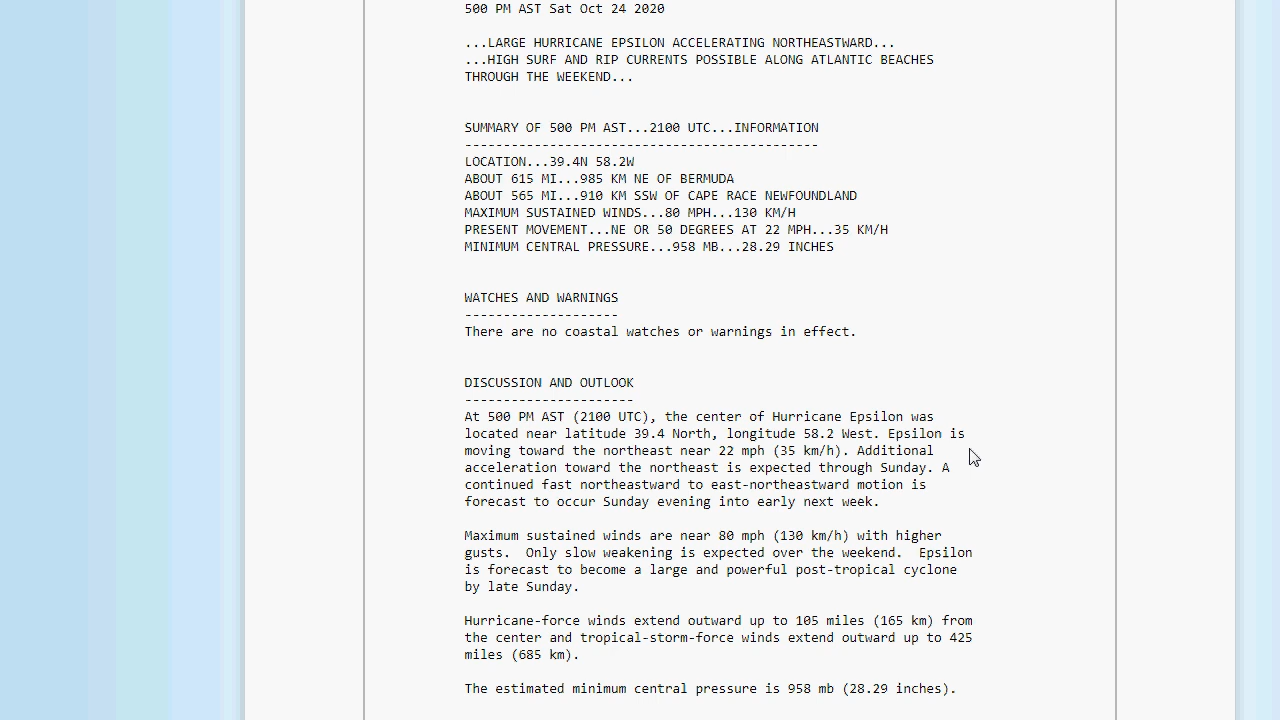 500 PM AST Sat Oct 24 2020
...LARGE HURRICANE EPSILON ACCELERATING NORTHEASTWARD...
...HIGH SURF AND RIP CURRENTS POSSIBLE ALONG ATLANTIC BEACHES
THROUGH THE WEEKEND...
SUMMARY OF 500 PM AST...2100 UTC...INFORMATION
----------------------------------------------
LOCATION...39.4N 58.2W
ABOUT 615 MI...985 KM NE OF BERMUDA
ABOUT 565 MI...910 KM SSW OF CAPE RACE NEWFOUNDLAND
MAXIMUM SUSTAINED WINDS...80 MPH...130 KM/H
PRESENT MOVEMENT...NE OR 50 DEGREES AT 22 MPH...35 KM/H
MINIMUM CENTRAL PRESSURE...958 MB...28.29 INCHES
WATCHES AND WARNINGS
--------------------
There are no coastal watches or warnings in effect.
DISCUSSION AND OUTLOOK
----------------------
At 500 PM AST (2100 UTC), the center of Hurricane Epsilon was
located near latitude 39.4 North, longitude 58.2 West. Epsilon is
moving toward the northeast near 22 mph (35 km/h). Additional
acceleration toward the northeast is expected through Sunday. A
continued fast northeastward to east-northeastward motion is
forecast to occur Sunday evening into early next week.
Maximum sustained winds are near 80 mph (130 km/h) with higher
gusts.  Only slow weakening is expected over the weekend.  Epsilon
is forecast to become a large and powerful post-tropical cyclone
by late Sunday.
Hurricane-force winds extend outward up to 105 miles (165 km) from
the center and tropical-storm-force winds extend outward up to 425
miles (685 km).
The estimated minimum central pressure is 958 mb (28.29 inches).